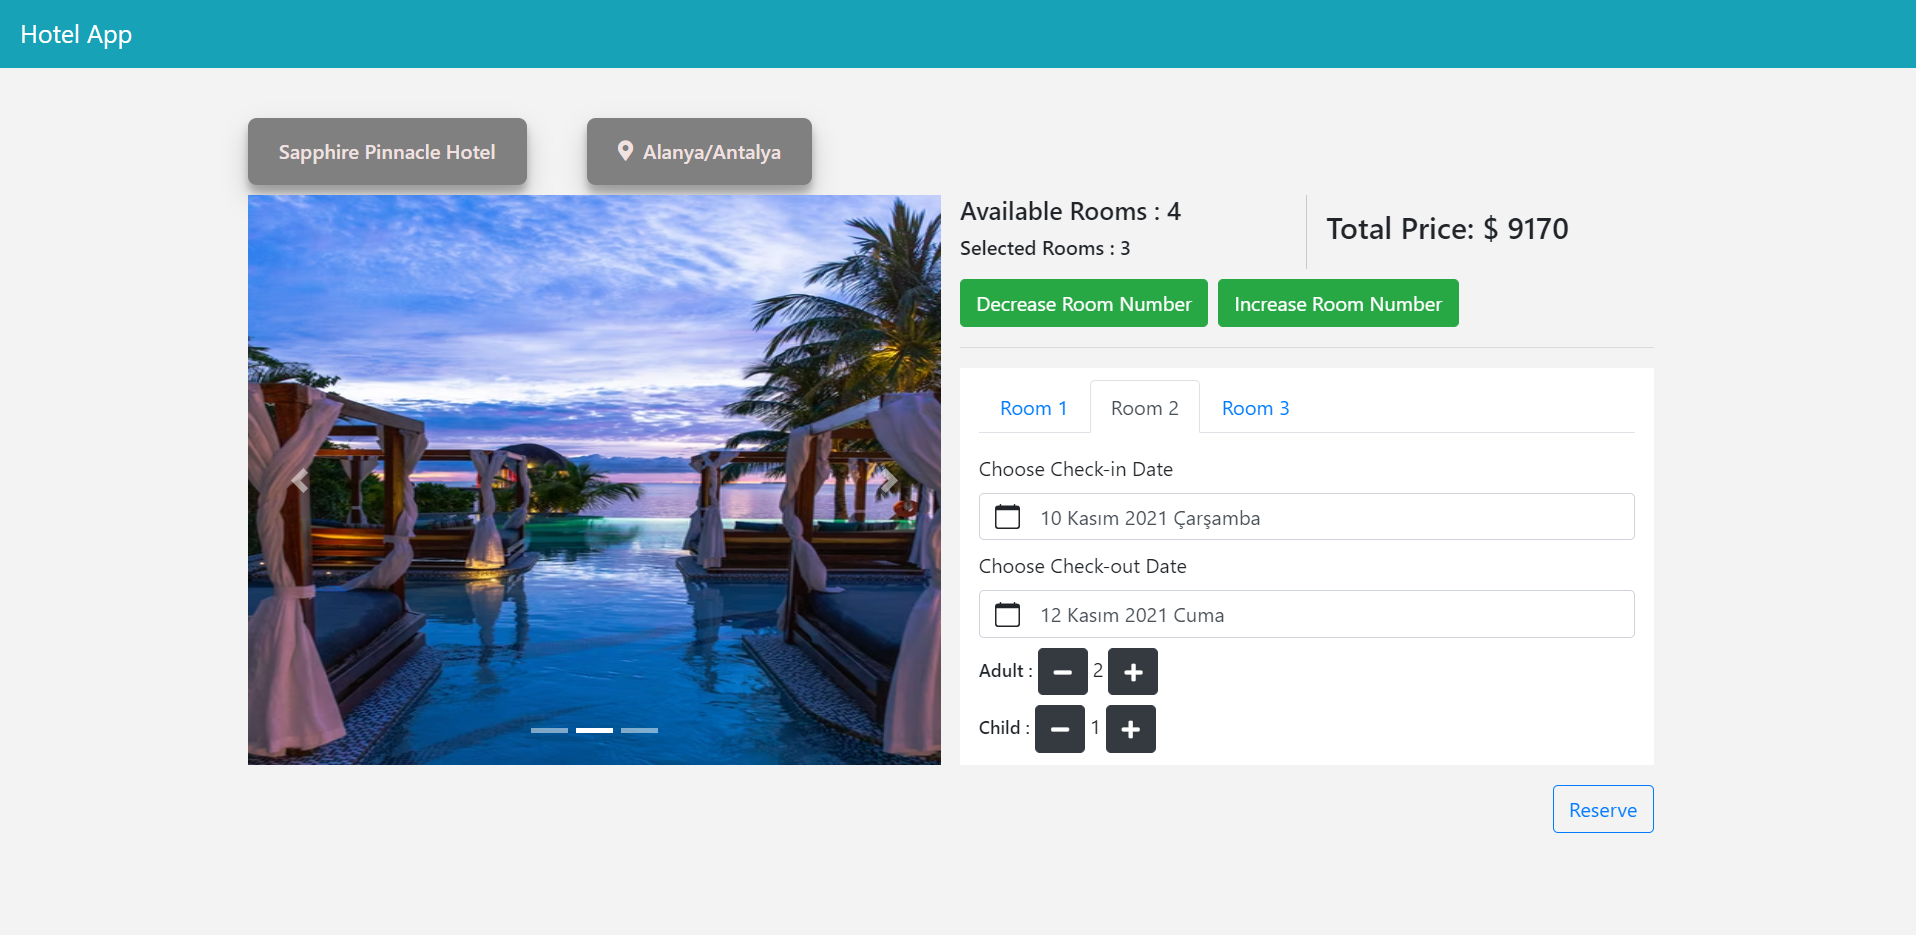 Hotel App
Sapphire Pinnacle Hotel
Alanya/Antalya
Available Rooms : 4
Selected Rooms : 3
Total Price: $ 9170
Decrease Room Number
Increase Room Number
Room 1
Room 2
Room 3
Choose Check-in Date
10 Kasım 2021 Çarşamba
Choose Check-out Date
12 Kasım 2021 Cuma
Adult : 2
Child : 1
Reserve